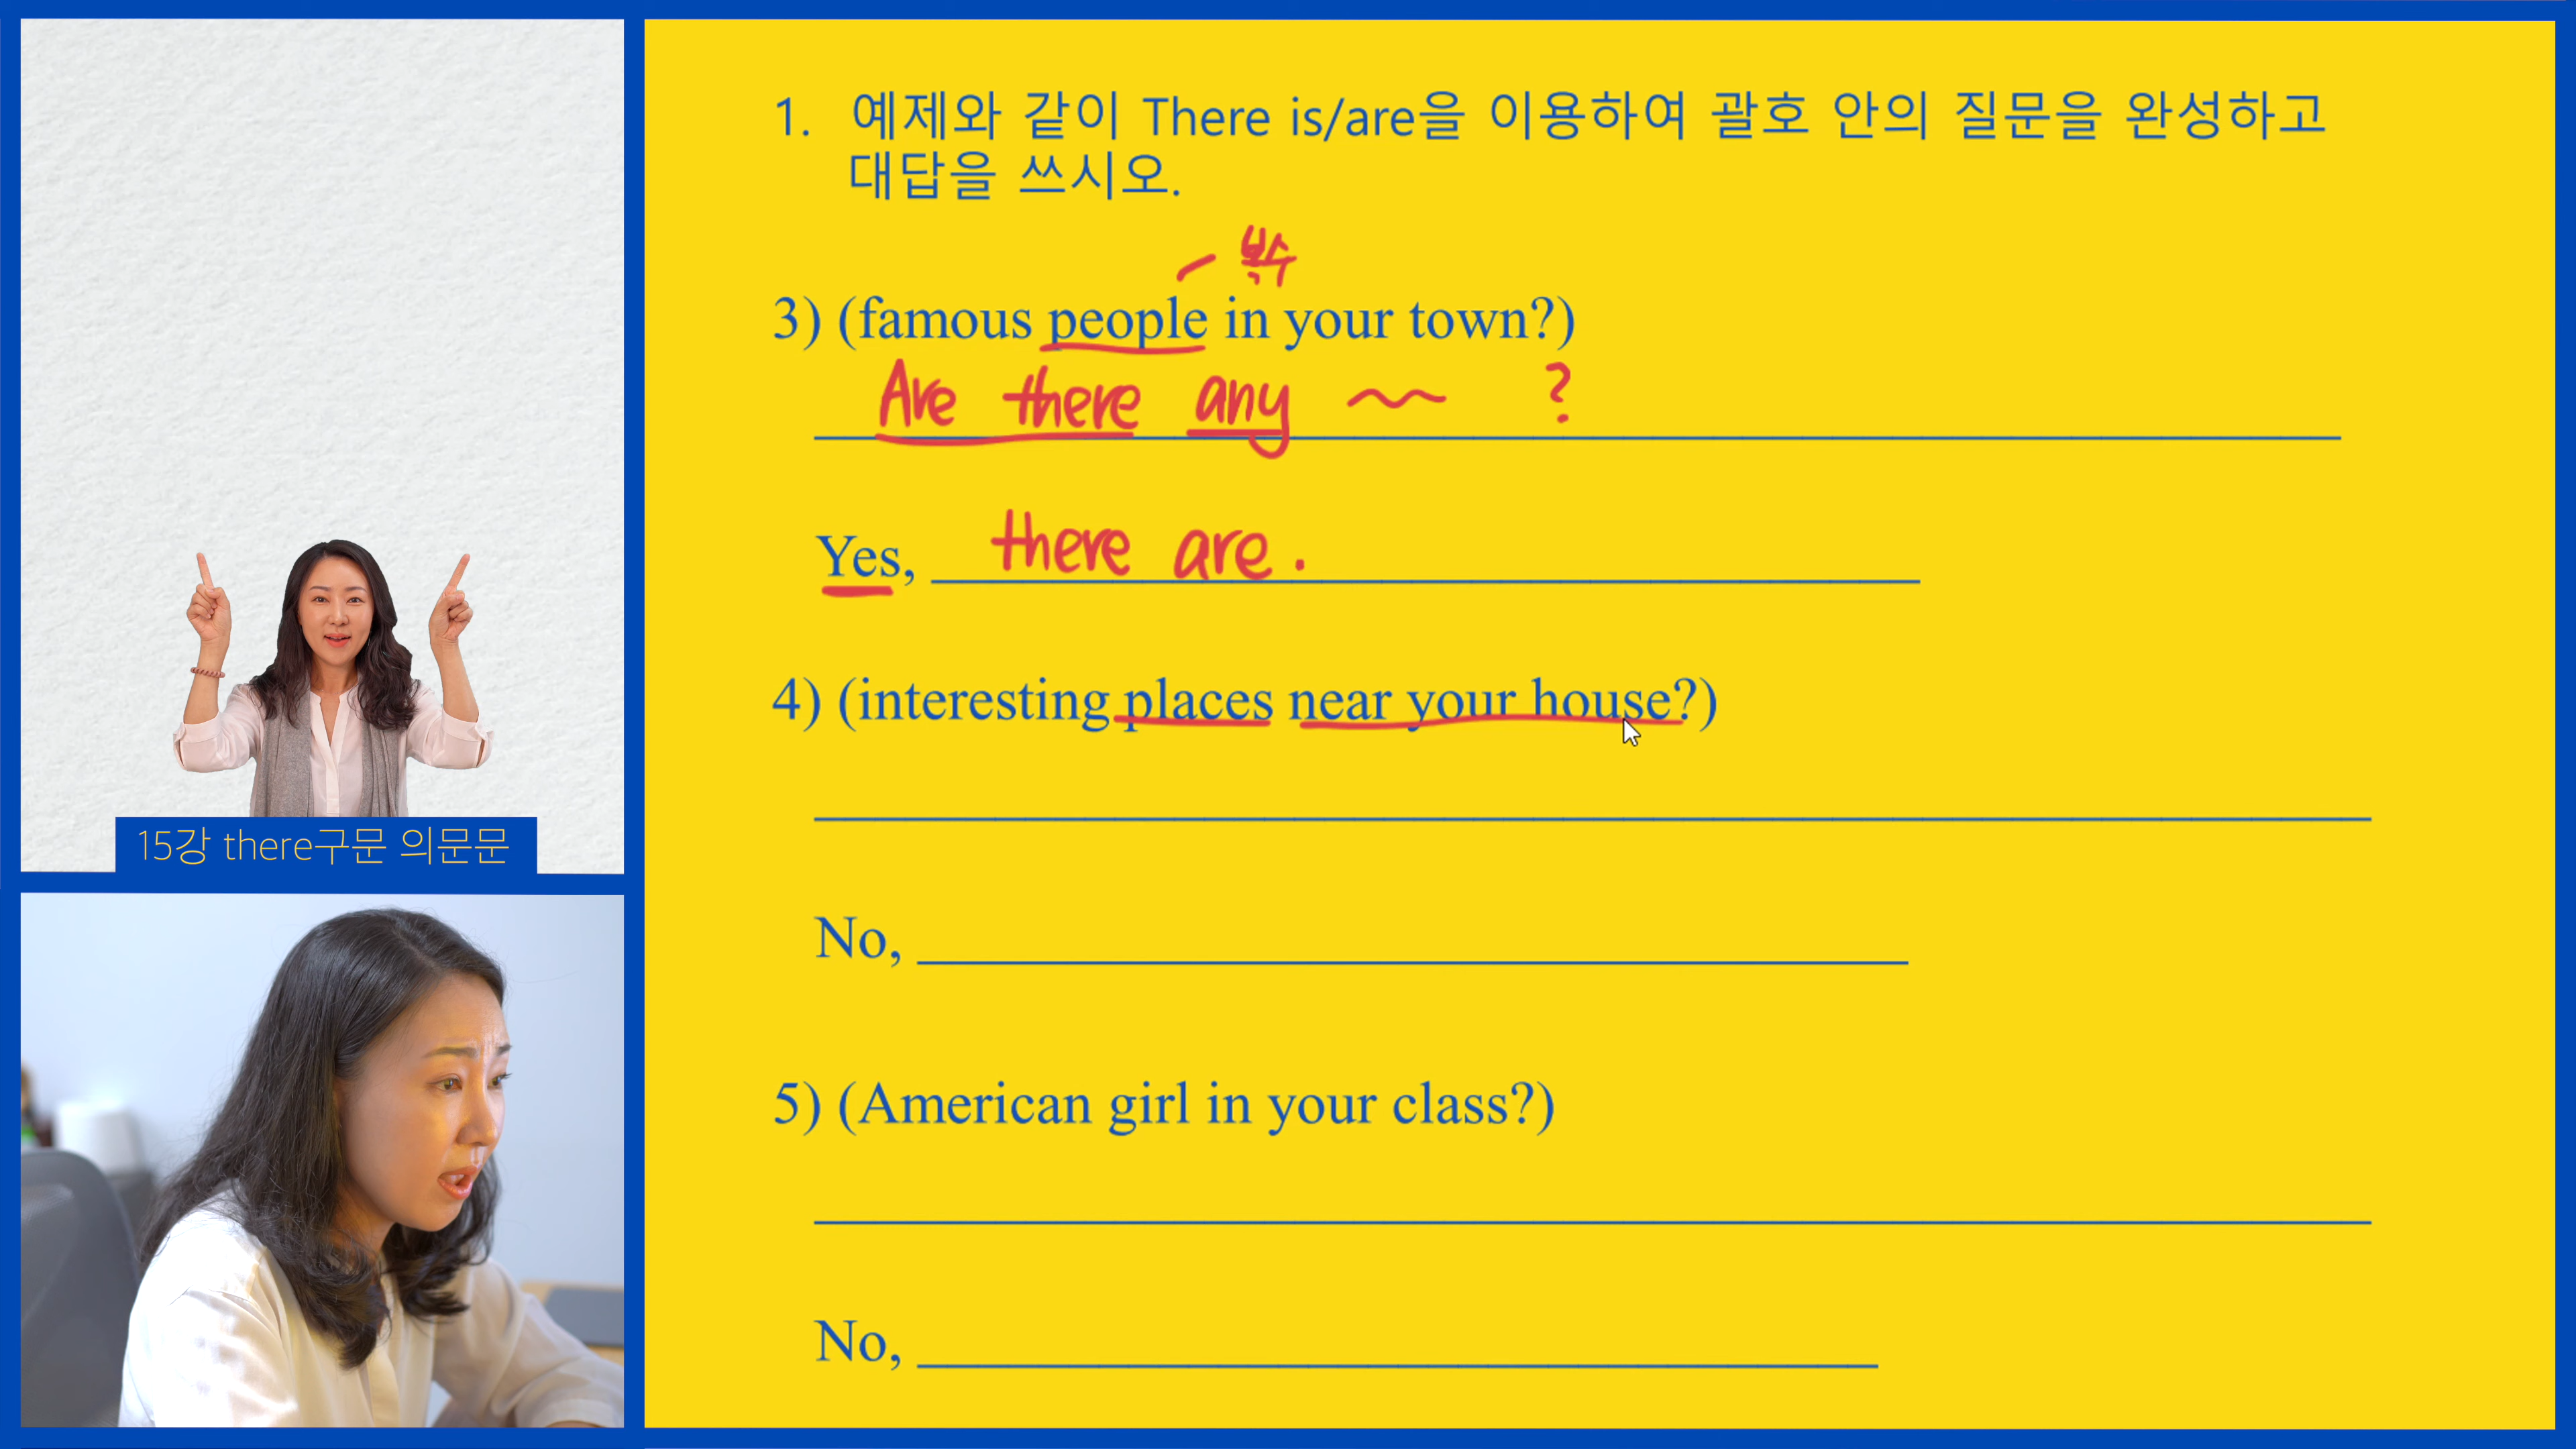 1. 예제와 같이 There is/are을 이용하여 괄호 안의 질문을 완성하고
대답을 쓰시오.
복수
3) (famous people in your town?)
Are there any ~~ ?
Yes, there are.
4) (interesting places near your house?)
No,
5) (American girl in your class?)
No,
15강 there구문 의문문